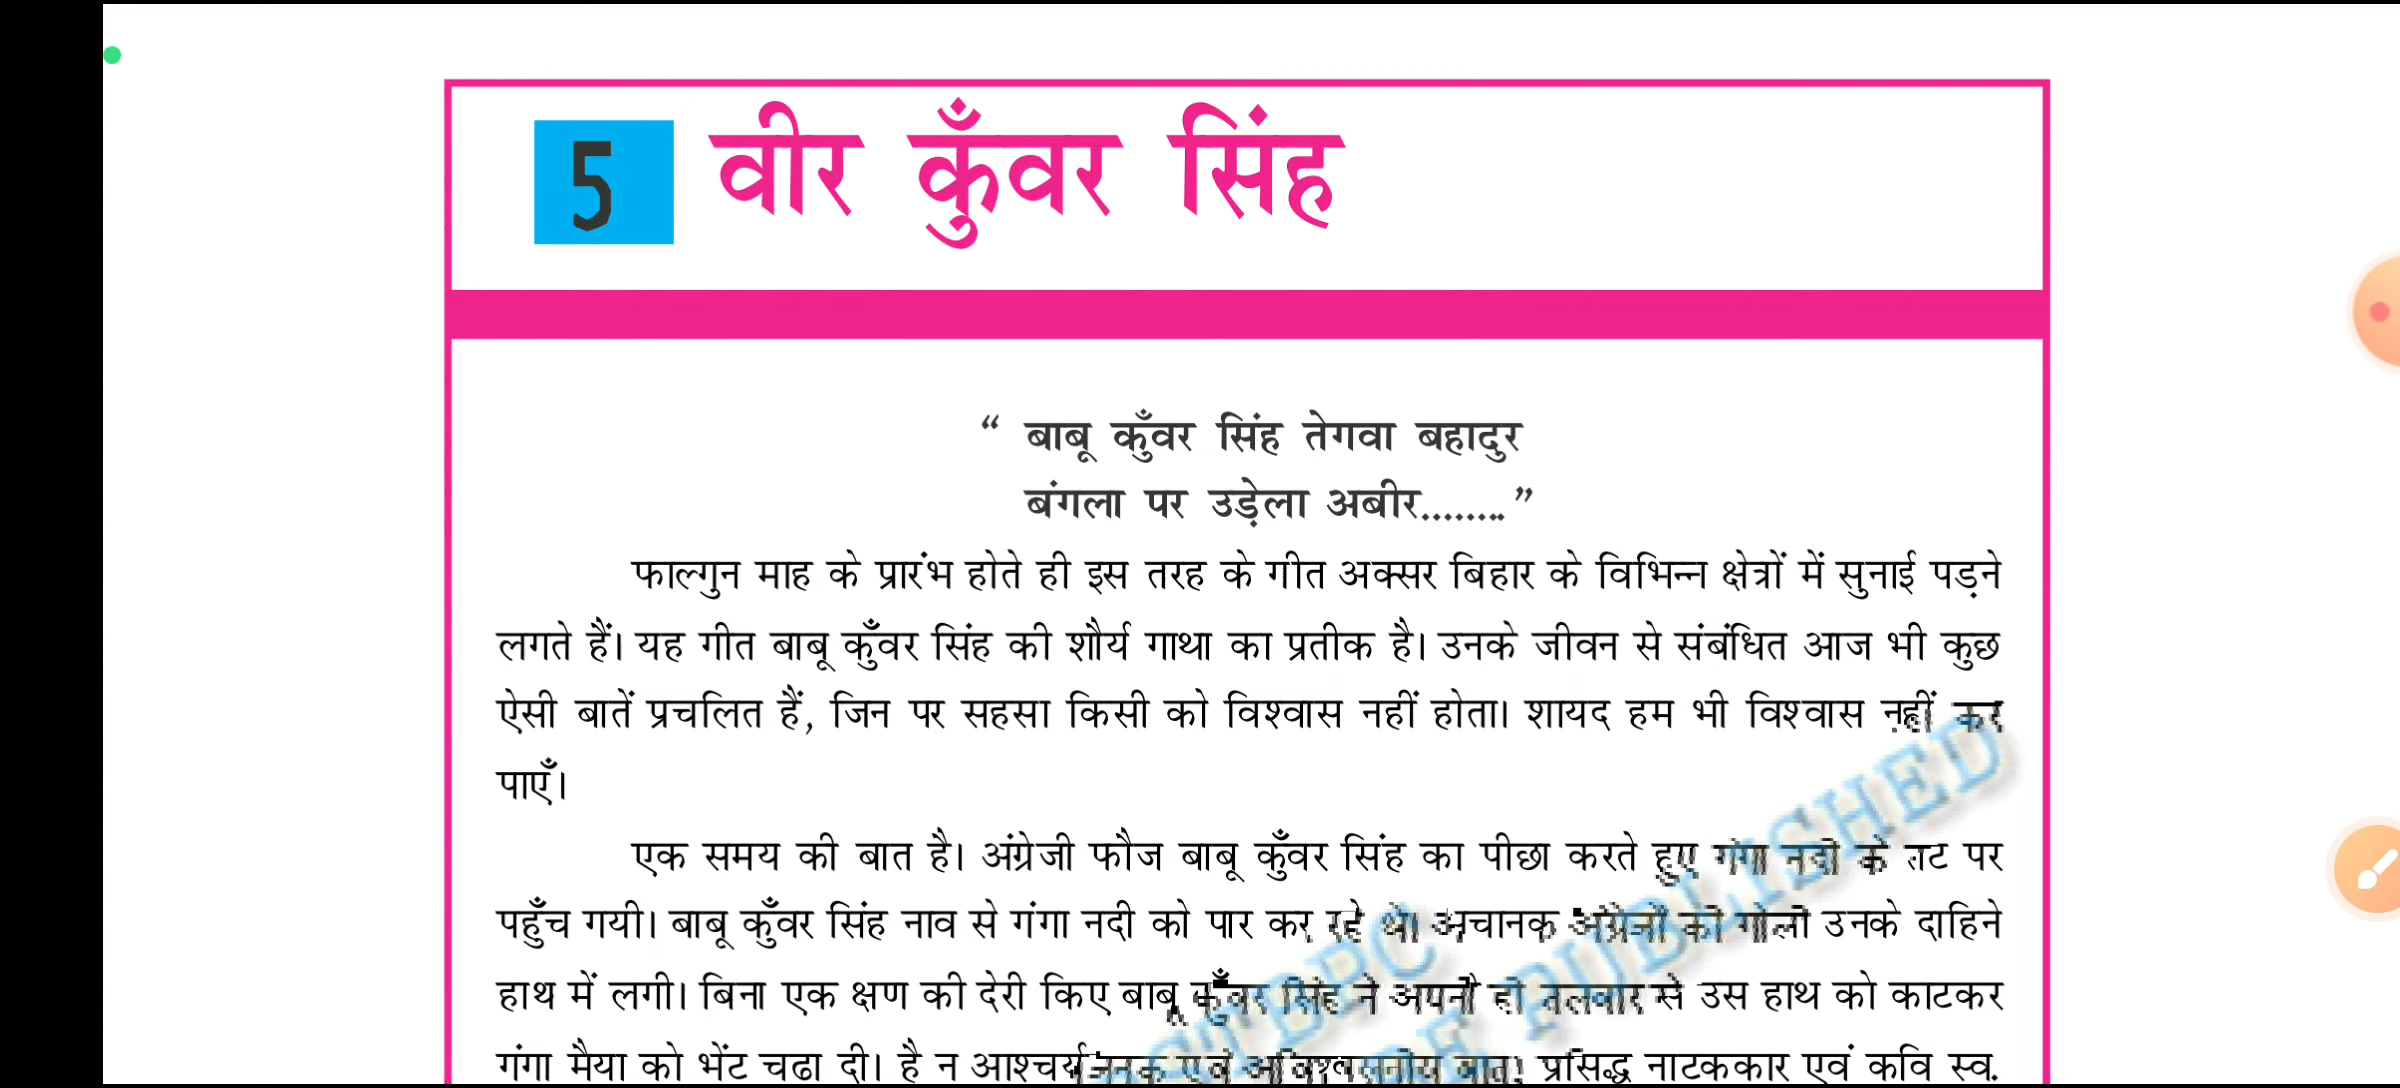 5 वीर कुँवर सिंह
“ बाबू कुँवर सिंह तेगवा बहादुर
बंगला पर उड़ेला अबीर........”
फाल्गुन माह के प्रारंभ होते ही इस तरह के गीत अक्सर बिहार के विभिन्न क्षेत्रों में सुनाई पड़ने
लगते हैं। यह गीत बाबू कुँवर सिंह की शौर्य गाथा का प्रतीक है। उनके जीवन से संबंधित आज भी कुछ
ऐसी बातें प्रचलित हैं, जिन पर सहसा किसी को विश्वास नहीं होता। शायद हम भी विश्वास नहीं कर
पाएँ।
एक समय की बात है। अंग्रेजी फौज बाबू कुँवर सिंह का पीछा करते हुए गंगा नदी के तट पर
पहुँच गयी। बाबू कुँवर सिंह नाव से गंगा नदी को पार कर रहे थे। अचानक अंग्रेजों की गोली उनके दाहिने
हाथ में लगी। बिना एक क्षण की देरी किए बाबू कुँवर सिंह ने अपनी ही तलवार से उस हाथ को काटकर
गंगा मैया को भेंट चढा दी। है न आश्चर्यजनक एवं अविश्वसनीय बात! प्रसिद्ध नाटककार एवं कवि स्व.
PUBLISHED